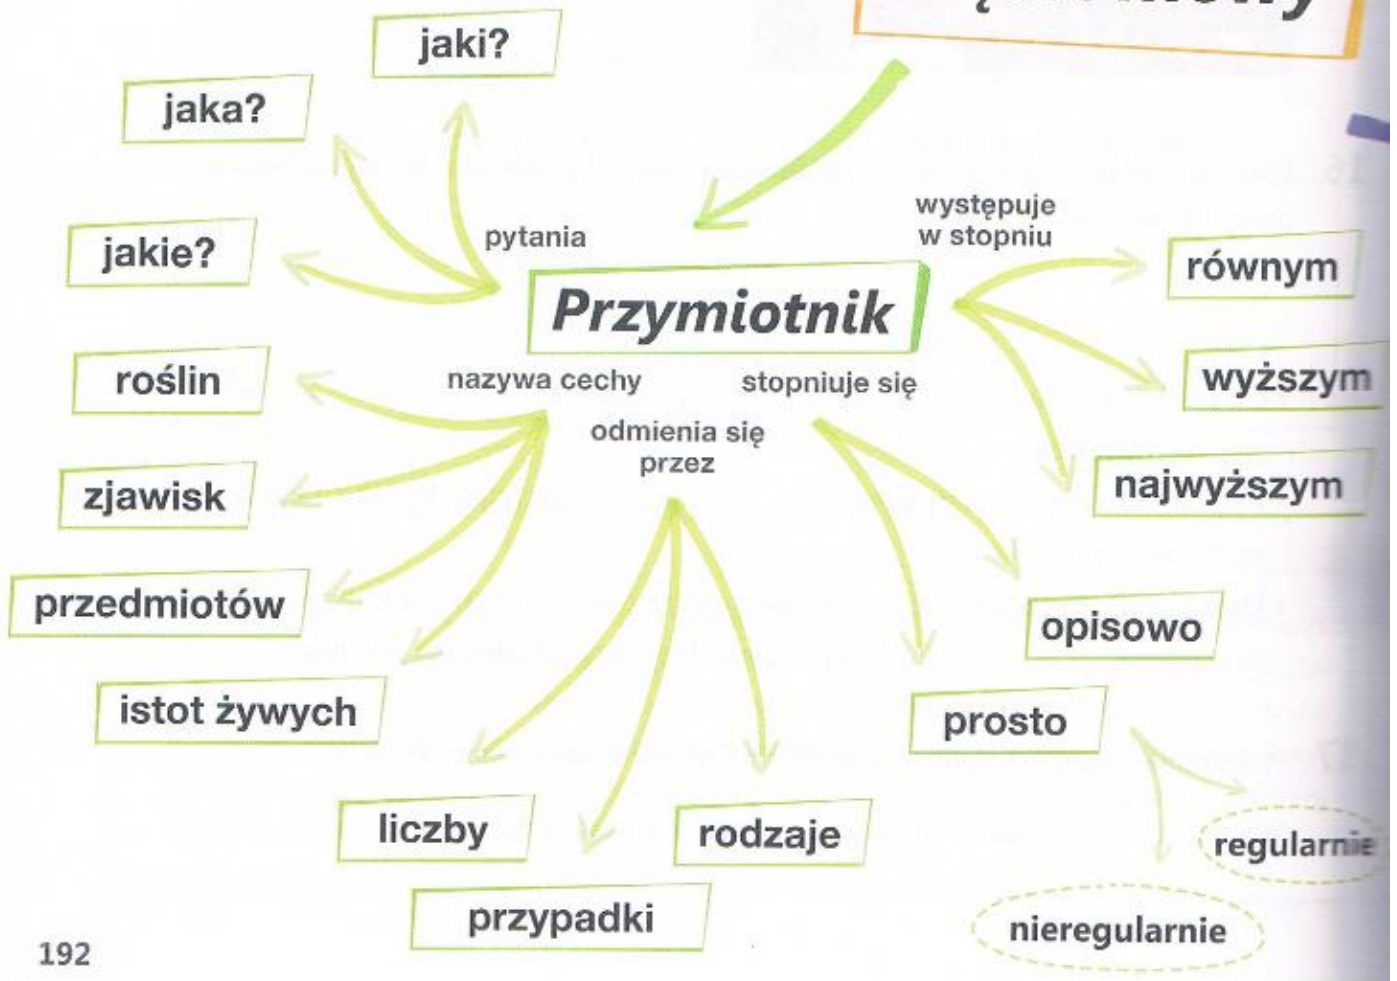 jaki?
jaka?
jakie?
pytania
występuje
w stopniu
równym
wyższym
najwyższym
Przymiotnik
nazywa cechy
stopniuje się
odmienia się
przez
roślin
zjawisk
przedmiotów
istot żywych
liczby
przypadki
rodzaje
opisowo
prosto
regularnie
nieregularnie
192